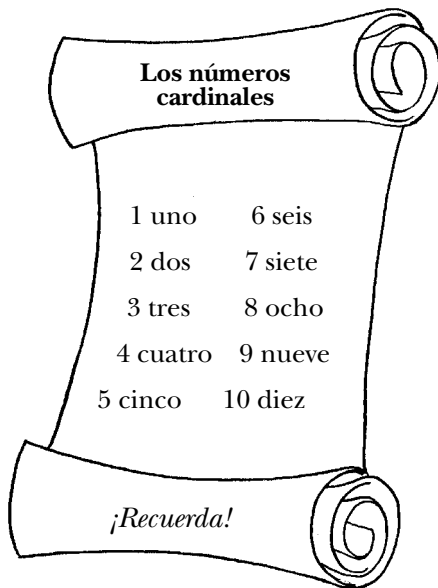 Los números
cardinales
1 uno 6 seis
2 dos 7 siete
3 tres 8 ocho
4 cuatro 9 nueve
5 cinco 10 diez
¡Recuerda!